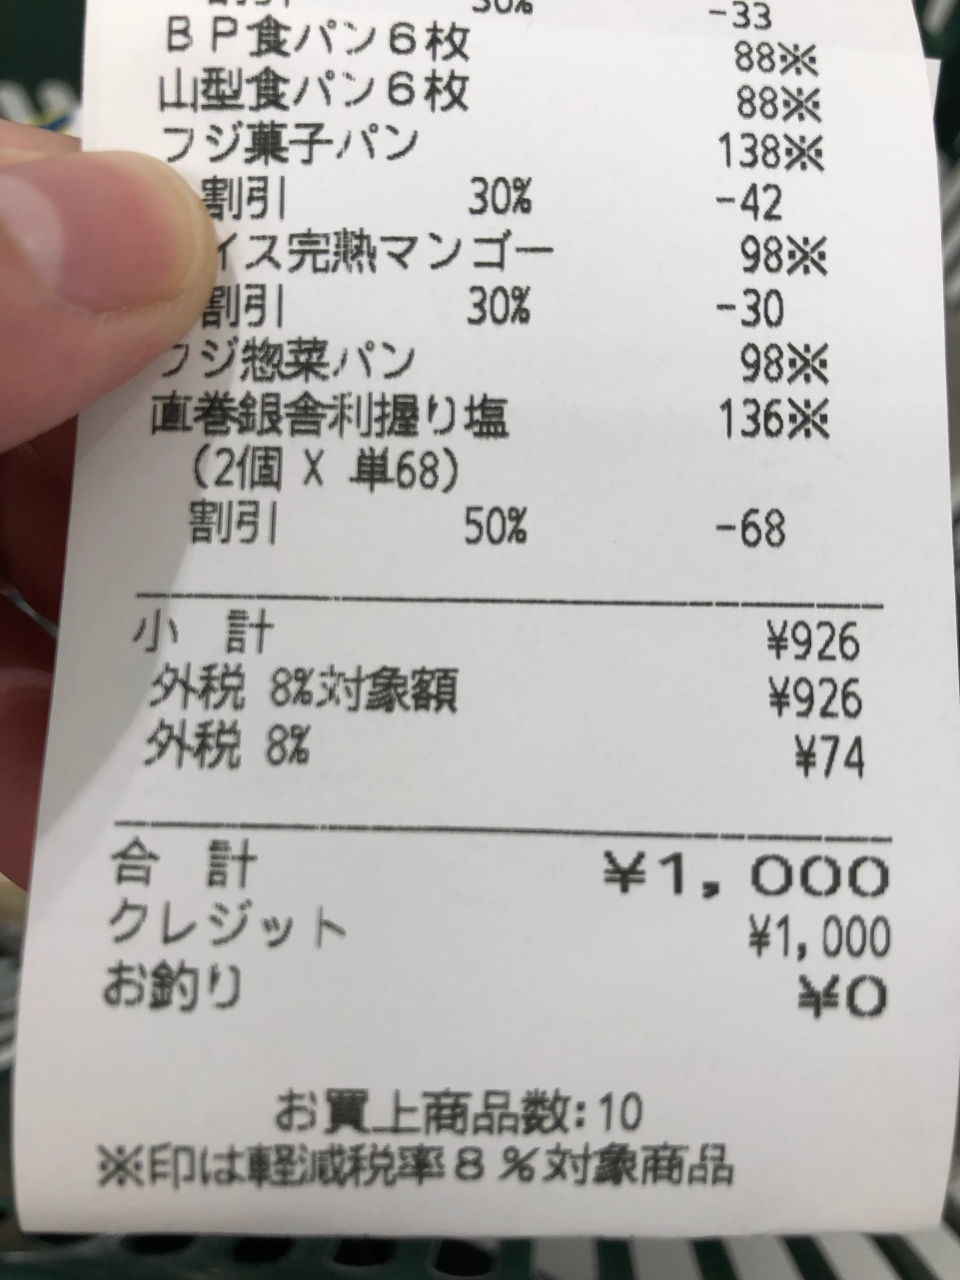 割引 30% -33
BP食パン6枚 88※
山型食パン6枚 88※
フジ菓子パン 138※
割引 30% -42
イス完熟マンゴー 98※
割引 30% -30
フジ惣菜パン 98※
直巻銀舎利握り塩 136※
(2個 X 単68)
割引 50% -68
小 計 ¥926
外税 8%対象額 ¥926
外税 8% ¥74
合 計 ¥1,000
クレジット ¥1,000
お釣り ¥0
お買上商品数:10
※印は軽減税率8%対象商品